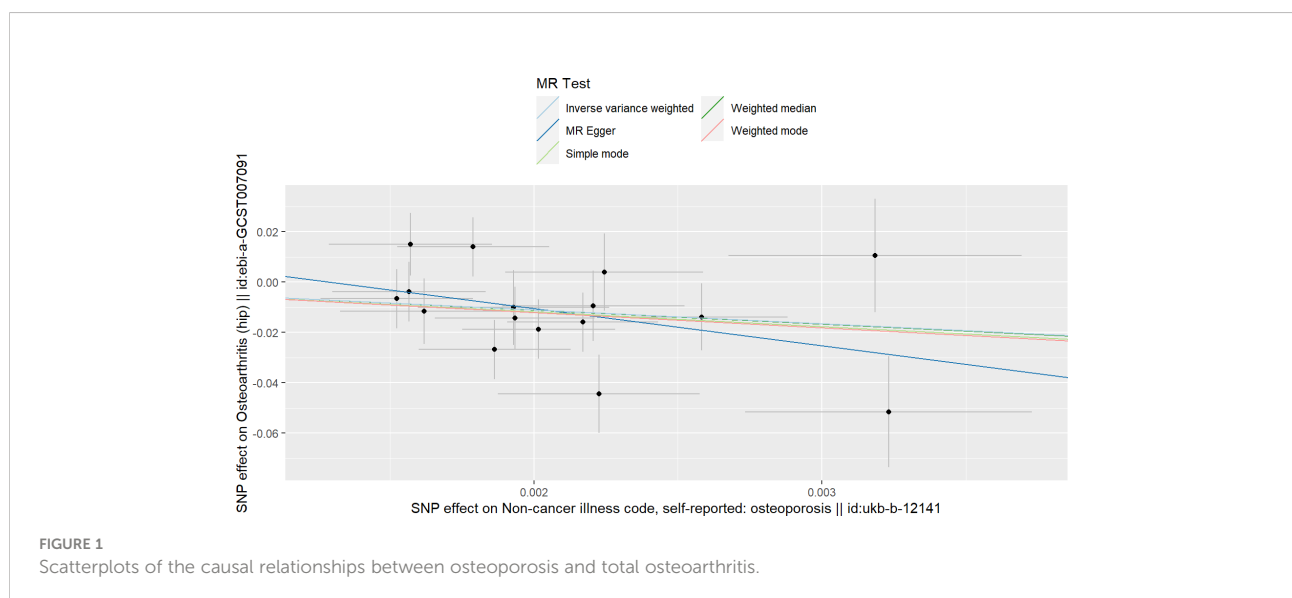 MR Test
Inverse variance weighted
Weighted median
MR Egger
Weighted mode
Simple mode
SNP effect on Osteoarthritis (hip) || id:ebi-a-GCST007091
0.02
0.00
-0.02
-0.04
-0.06
0.002
0.003
SNP effect on Non-cancer illness code, self-reported: osteoporosis || id:ukb-b-12141
FIGURE 1
Scatterplots of the causal relationships between osteoporosis and total osteoarthritis.